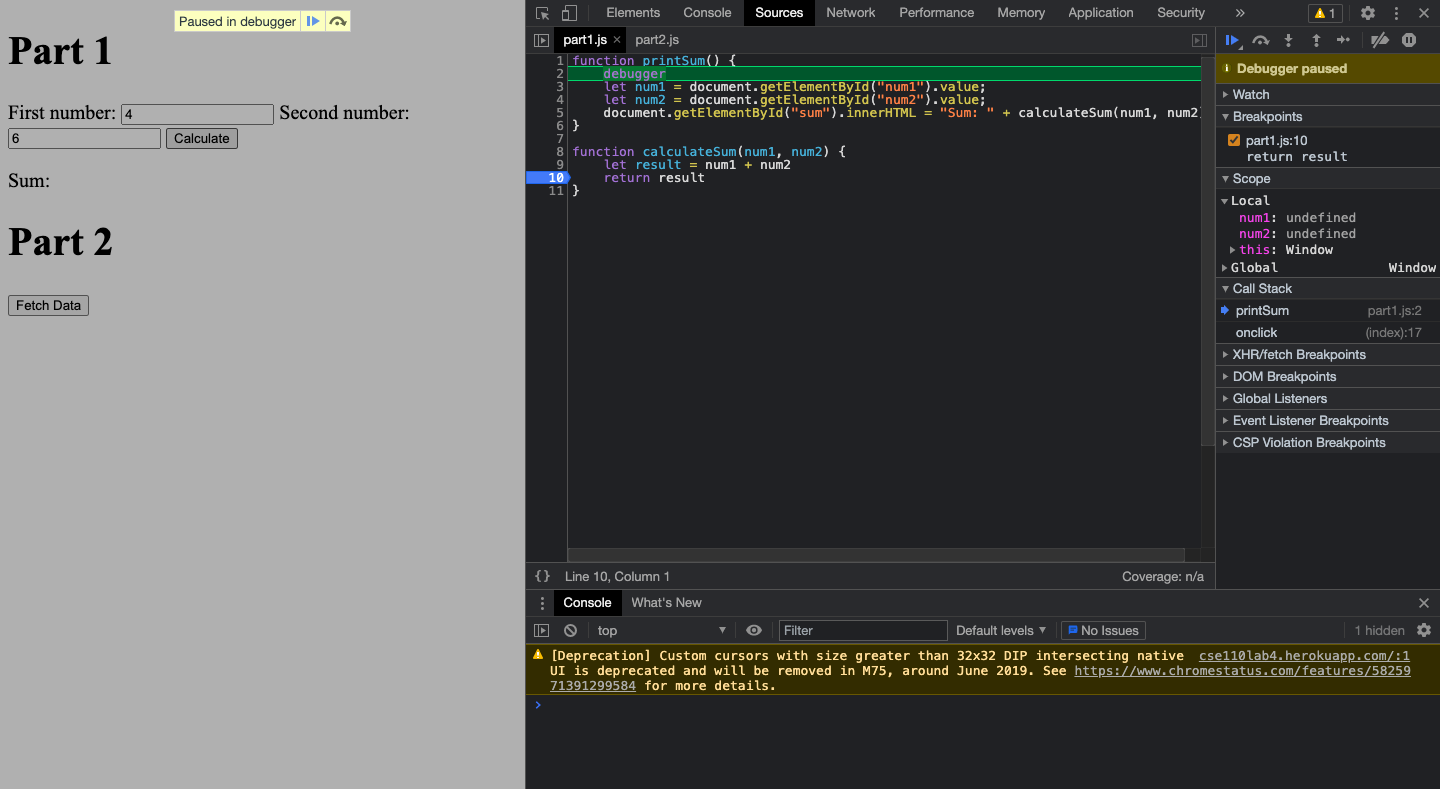 Paused in debugger
Part 1
First number: 4 Second number:
6 Calculate
Sum:
Part 2
Fetch Data
Elements Console Sources Network Performance Memory Application Security » 1
part1.js × part2.js
1 function printSum() {
2 debugger
3 let num1 = document.getElementById("num1").value;
4 let num2 = document.getElementById("num2").value;
5 document.getElementById("sum").innerHTML = "Sum: " + calculateSum(num1, num2
6 }
7
8 function calculateSum(num1, num2) {
9 let result = num1 + num2
10 return result
11 }
{} Line 10, Column 1 Coverage: n/a
Debugger paused
Watch
Breakpoints
part1.js:10
return result
Scope
Local
num1: undefined
num2: undefined
this: Window
Global Window
Call Stack
printSum part1.js:2
onclick (index):17
XHR/fetch Breakpoints
DOM Breakpoints
Global Listeners
Event Listener Breakpoints
CSP Violation Breakpoints
Console What's New
top Filter Default levels No Issues 1 hidden
[Deprecation] Custom cursors with size greater than 32x32 DIP intersecting native cse110lab4.herokuapp.com/:1
UI is deprecated and will be removed in M75, around June 2019. See https://www.chromestatus.com/features/58259
71391299584 for more details.